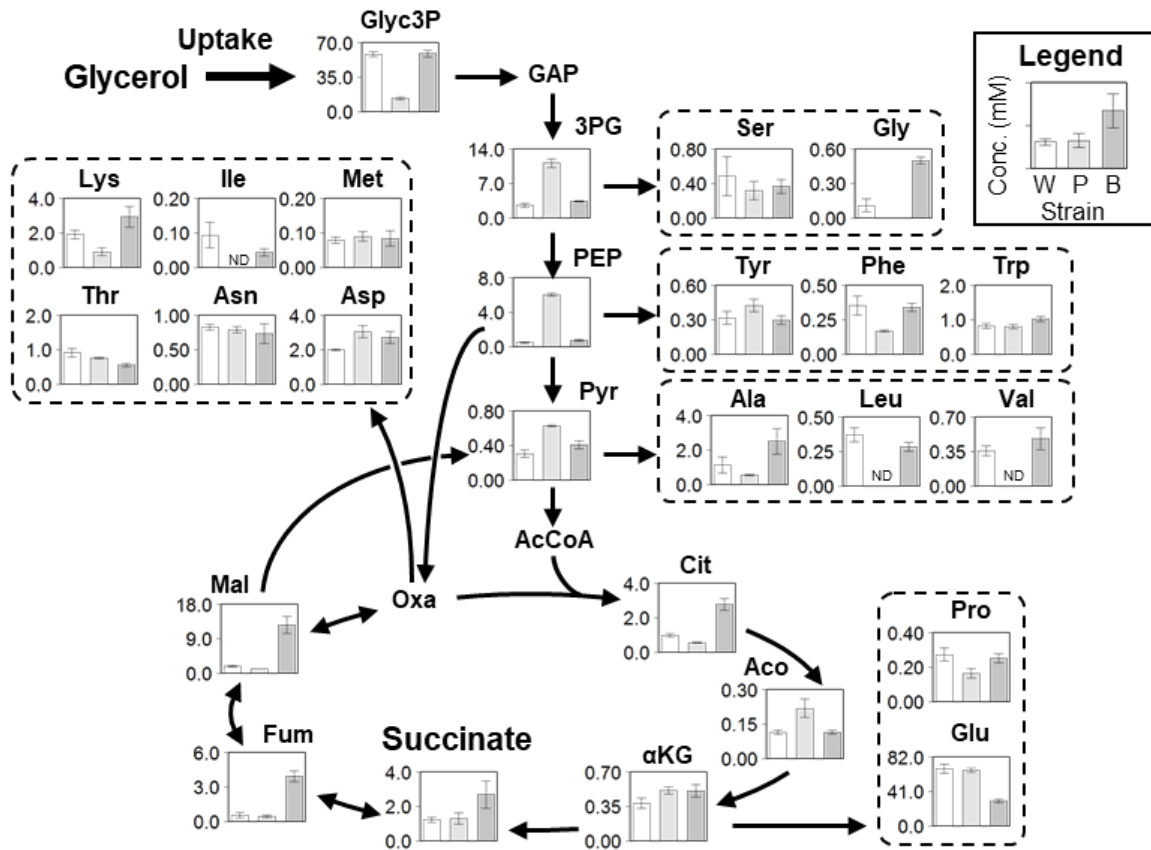 Glyc3P
Uptake
Glycerol
70.0
35.0
0.0
GAP
Legend
Conc. (mM)
W P B
Strain
3PG
14.0
7.0
0.0
Ser
0.80
0.40
0.00
Gly
0.60
0.30
0.00
Lys
4.0
2.0
0.0
Ile
0.20
0.10
0.00
ND
Met
0.20
0.10
0.00
Thr
2.0
1.0
0.0
Asn
1.00
0.50
0.00
Asp
4.0
2.0
0.0
PEP
8.0
4.0
0.0
Tyr
0.60
0.30
0.00
Phe
0.50
0.25
0.00
Trp
2.0
1.0
0.0
Pyr
0.80
0.40
0.00
Ala
4.0
2.0
0.0
Leu
0.50
0.25
0.00
ND
Val
0.70
0.35
0.00
ND
AcCoA
Oxa
Mal
18.0
9.0
0.0
Cit
4.0
2.0
0.0
Aco
0.30
0.15
0.00
Pro
0.40
0.20
0.00
Glu
82.0
41.0
0.0
Fum
6.0
3.0
0.0
Succinate
4.0
2.0
0.0
αKG
0.70
0.35
0.00